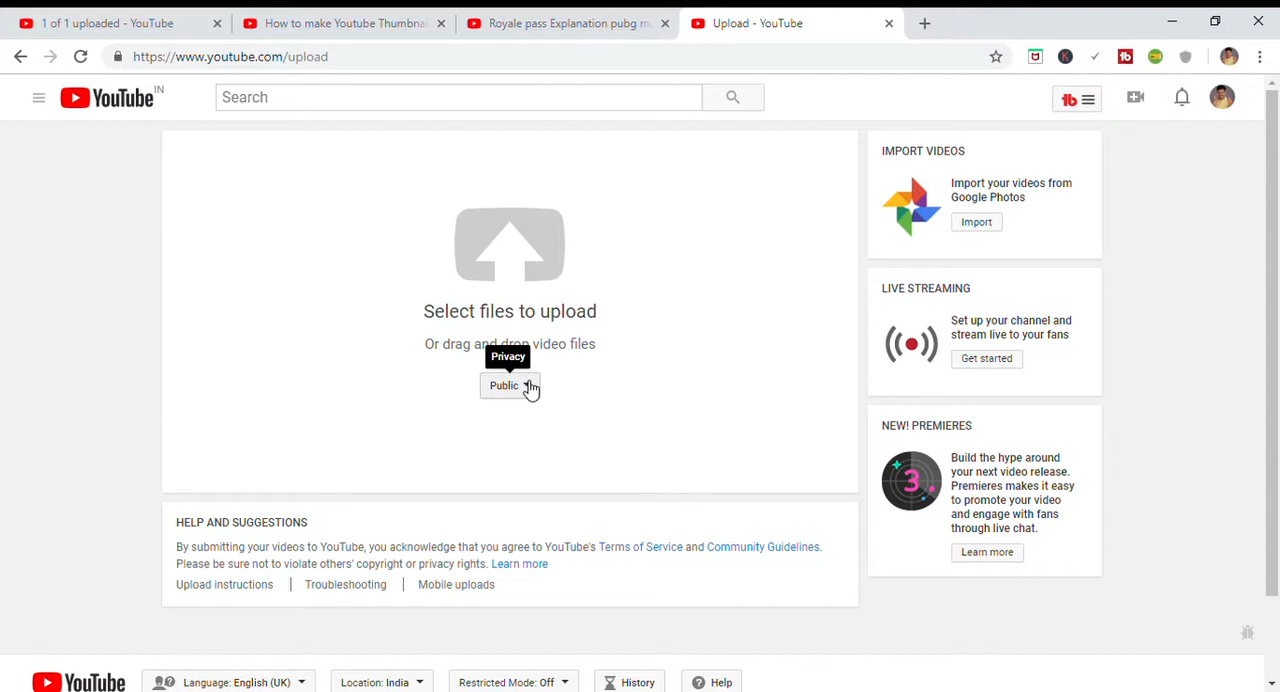 1 of 1 uploaded - YouTube
How to make Youtube Thumbna
Royale pass Explanation pubg m
Upload - YouTube
https://www.youtube.com/upload
YouTube IN
Search
tb
Select files to upload
Or drag and drop video files
Privacy
Public
IMPORT VIDEOS
Import your videos from
Google Photos
Import
LIVE STREAMING
Set up your channel and
stream live to your fans
Get started
NEW! PREMIERES
3
Build the hype around
your next video release.
Premieres makes it easy
to promote your video
and engage with fans
through live chat.
Learn more
HELP AND SUGGESTIONS
By submitting your videos to YouTube, you acknowledge that you agree to YouTube's Terms of Service and Community Guidelines.
Please be sure not to violate others' copyright or privacy rights. Learn more
Upload instructions
Troubleshooting
Mobile uploads
YouTube
Language: English (UK)
Location: India
Restricted Mode: Off
History
Help